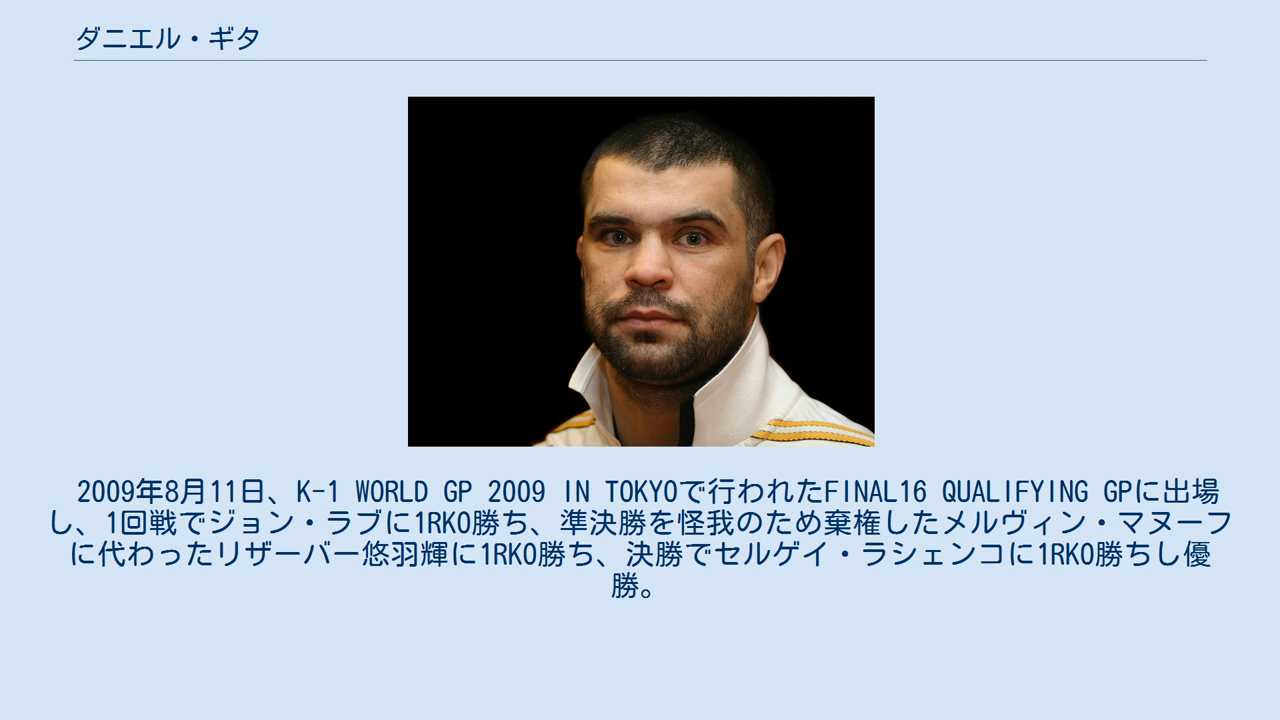 ダニエル・ギタ
2009年8月11日、K-1 WORLD GP 2009 IN TOKYOで行われたFINAL16 QUALIFYING GPに出場
し、1回戦でジョン・ラブに1RKO勝ち、準決勝を怪我のため棄権したメルヴィン・マヌーフ
に代わったリザーバー悠羽輝に1RKO勝ち、決勝でセルゲイ・ラシェンコに1RKO勝ちし優
勝。